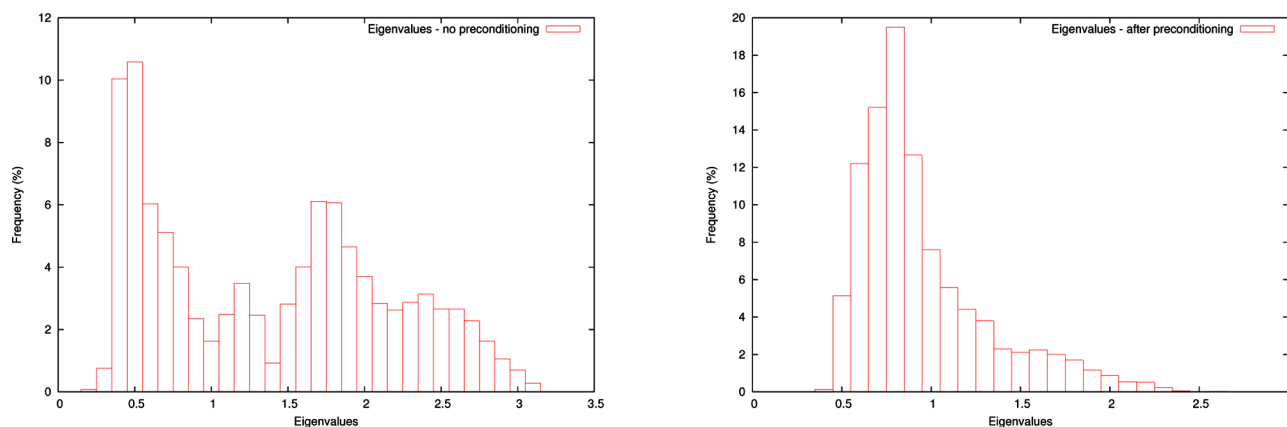 12
10
8
6
4
2
0
Frequency (%)
Eigenvalues - no preconditioning
0 0.5 1 1.5 2 2.5 3 3.5
Eigenvalues
20
18
16
14
12
10
8
6
4
2
0
Frequency (%)
Eigenvalues - after preconditioning
0 0.5 1 1.5 2 2.5
Eigenvalues